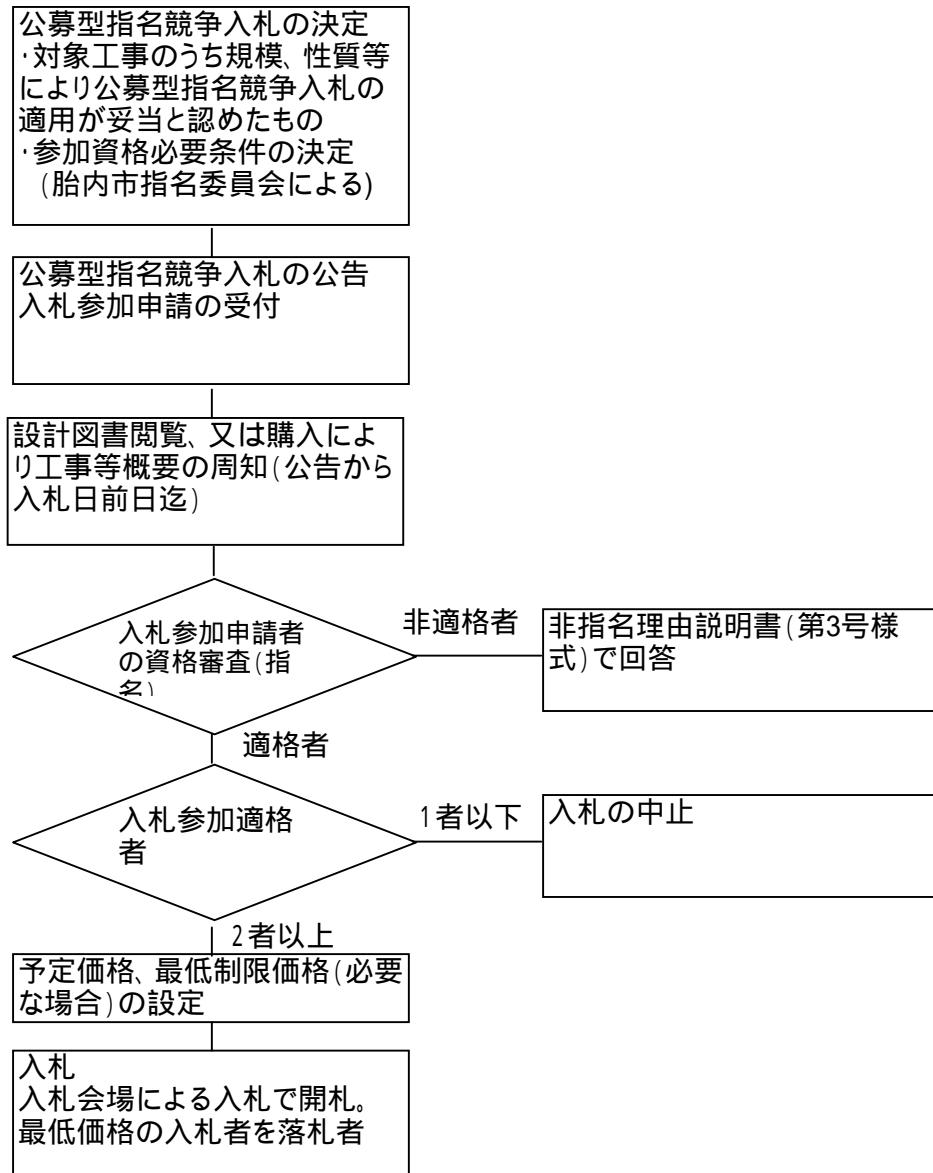 公募型指名競争入札の決定
・対象工事のうち規模、性質等
により公募型指名競争入札の
適用が妥当と認めたもの
・参加資格必要条件の決定
(胎内市指名委員会による)
公募型指名競争入札の公告
入札参加申請の受付
設計図書閲覧、又は購入によ
り工事等概要の周知(公告から
入札日前日迄)
入札参加申請者
の資格審査(指
名)
非適格者
非指名理由説明書(第3号様
式)で回答
適格者
入札参加適格
者
1者以下
入札の中止
2者以上
予定価格、最低制限価格(必要
な場合)の設定
入札
入札会場による入札で開札。
最低価格の入札者を落札者